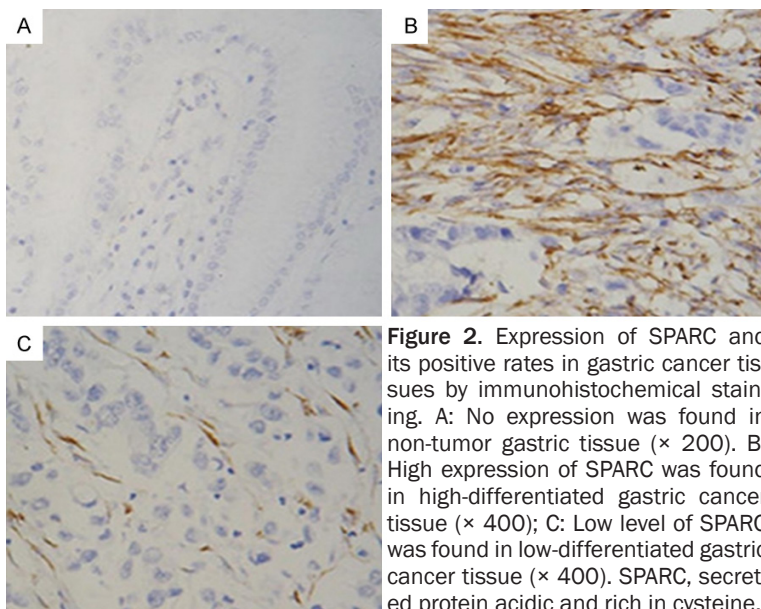 A
B
C
Figure 2. Expression of SPARC and
its positive rates in gastric cancer tis
sues by immunohistochemical stain
ing. A: No expression was found in
non-tumor gastric tissue (× 200). B
High expression of SPARC was found
in high-differentiated gastric cancer
tissue (× 400); C: Low level of SPARC
was found in low-differentiated gastric
cancer tissue (× 400). SPARC, secret
ed protein acidic and rich in cysteine.